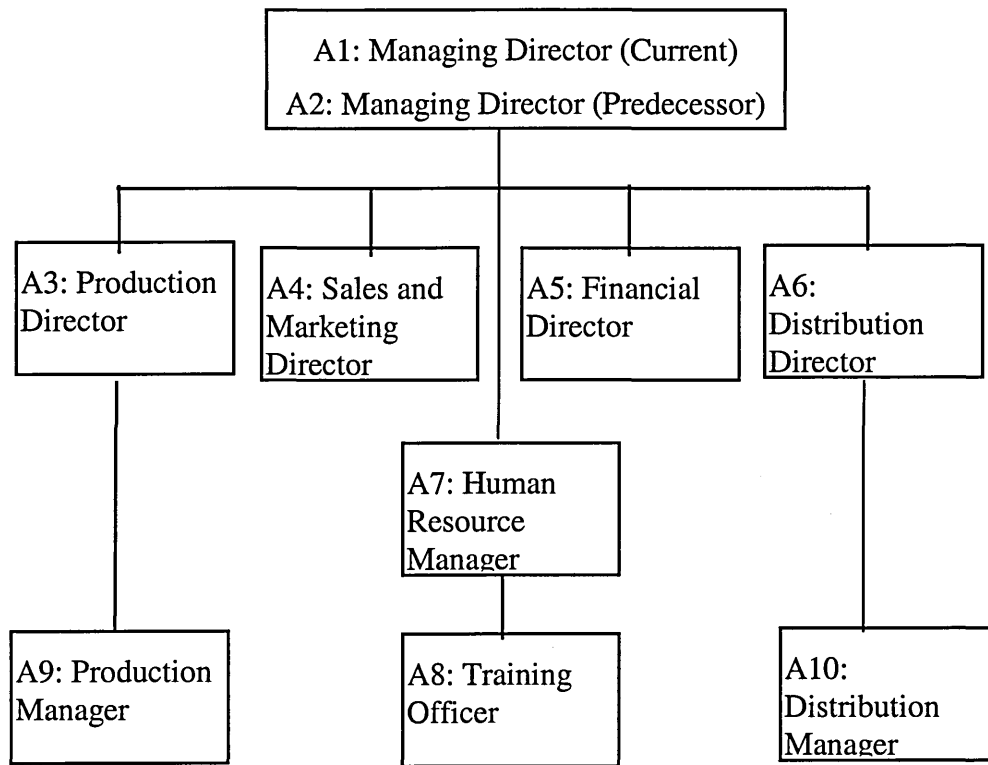 A1: Managing Director (Current)
A2: Managing Director (Predecessor)
A3: Production
Director
A4: Sales and
Marketing
Director
A5: Financial
Director
A6:
Distribution
Director
A7: Human
Resource
Manager
A9: Production
Manager
A8: Training
Officer
A10:
Distribution
Manager